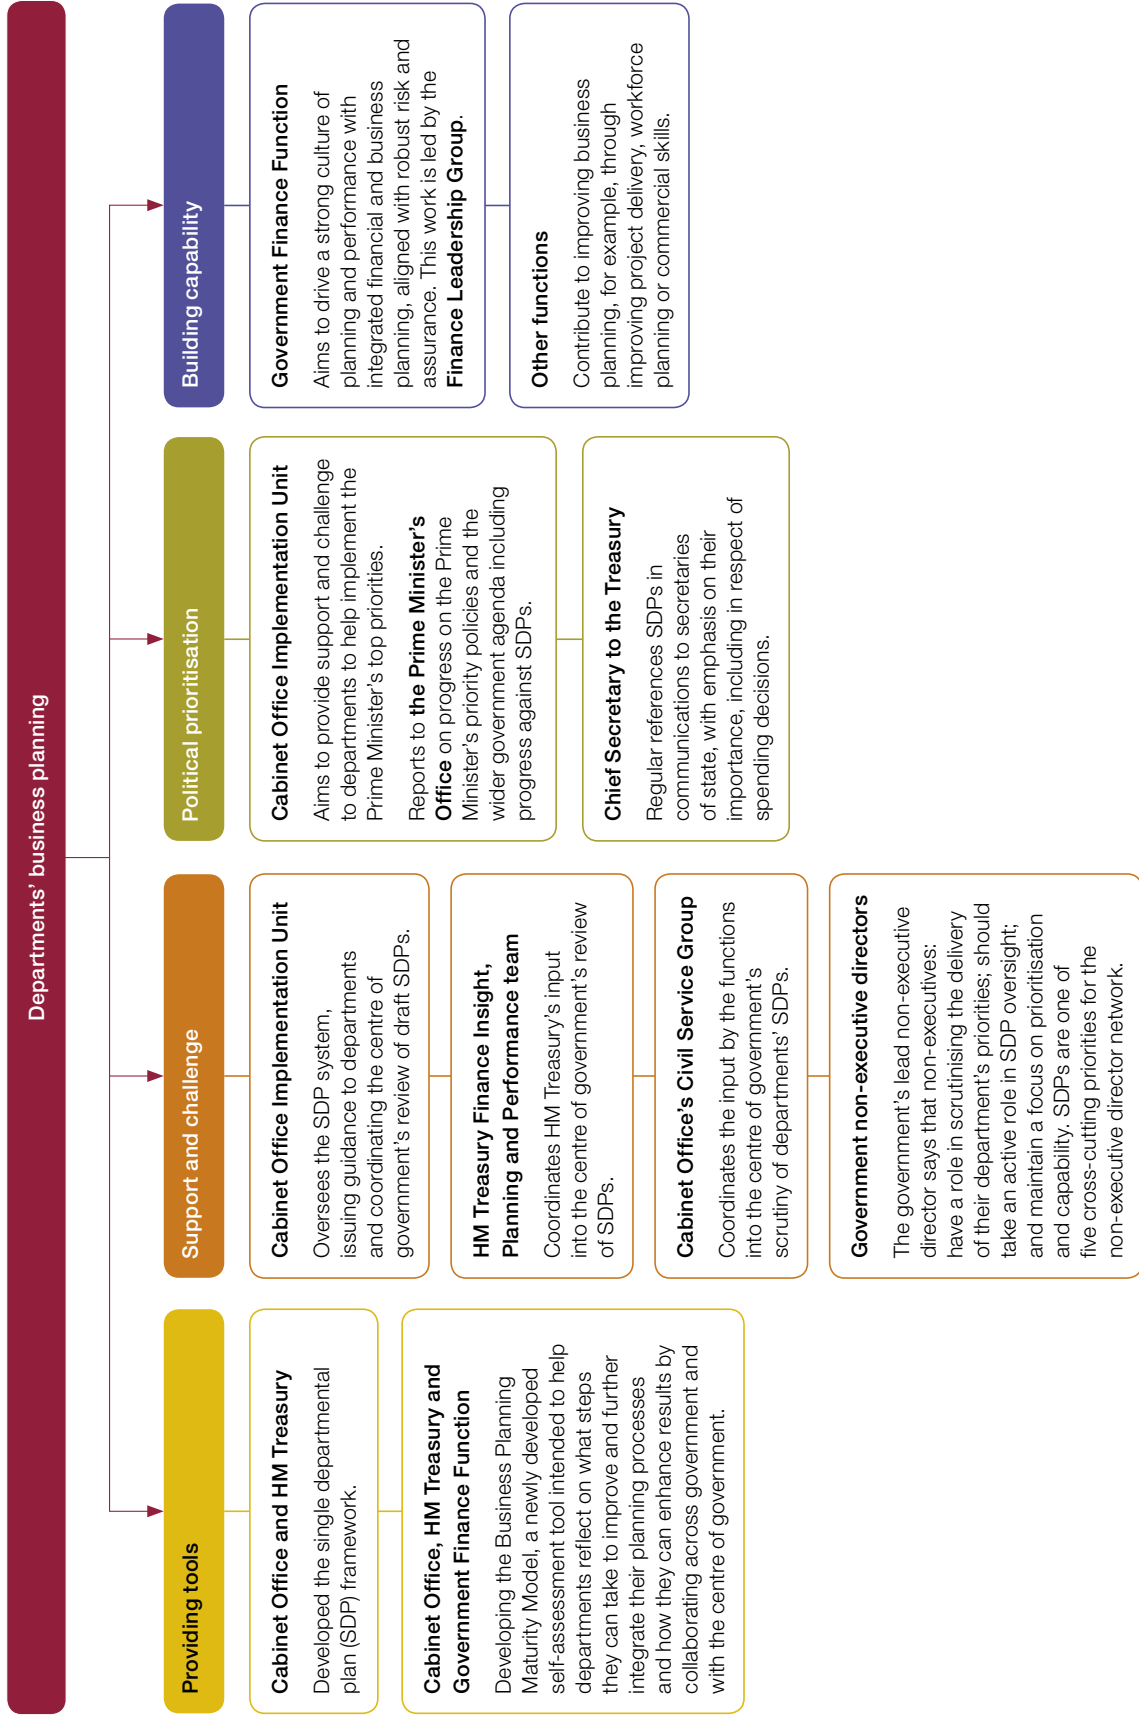 Departments' business planning
Providing tools
Cabinet Office and HM Treasury
Developed the single departmental
plan (SDP) framework.
Cabinet Office, HM Treasury and
Government Finance Function
Developing the Business Planning
Maturity Model, a newly developed
self-assessment tool intended to help
departments reflect on what steps
they can take to improve and further
integrate their planning processes
and how they can enhance results by
collaborating across government and
with the centre of government.
Support and challenge
Cabinet Office Implementation Unit
Oversees the SDP system,
issuing guidance to departments
and coordinating the centre of
government's review of draft SDPs.
HM Treasury Finance Insight,
Planning and Performance team
Coordinates HM Treasury's input
into the centre of government's review
of SDPs.
Cabinet Office's Civil Service Group
Coordinates the input by the functions
into the centre of government's
scrutiny of departments' SDPs.
Government non-executive directors
The government's lead non-executive
director says that non-executives:
have a role in scrutinising the delivery
of their department's priorities; should
take an active role in SDP oversight;
and maintain a focus on prioritisation
and capability. SDPs are one of
five cross-cutting priorities for the
non-executive director network.
Political prioritisation
Cabinet Office Implementation Unit
Aims to provide support and challenge
to departments to help implement the
Prime Minister's top priorities.
Reports to the Prime Minister's
Office on progress on the Prime
Minister's priority policies and the
wider government agenda including
progress against SDPs.
Chief Secretary to the Treasury
Regular references SDPs in
communications to secretaries
of state, with emphasis on their
importance, including in respect of
spending decisions.
Building capability
Government Finance Function
Aims to drive a strong culture of
planning and performance with
integrated financial and business
planning, aligned with robust risk and
assurance. This work is led by the
Finance Leadership Group.
Other functions
Contribute to improving business
planning, for example, through
improving project delivery, workforce
planning or commercial skills.